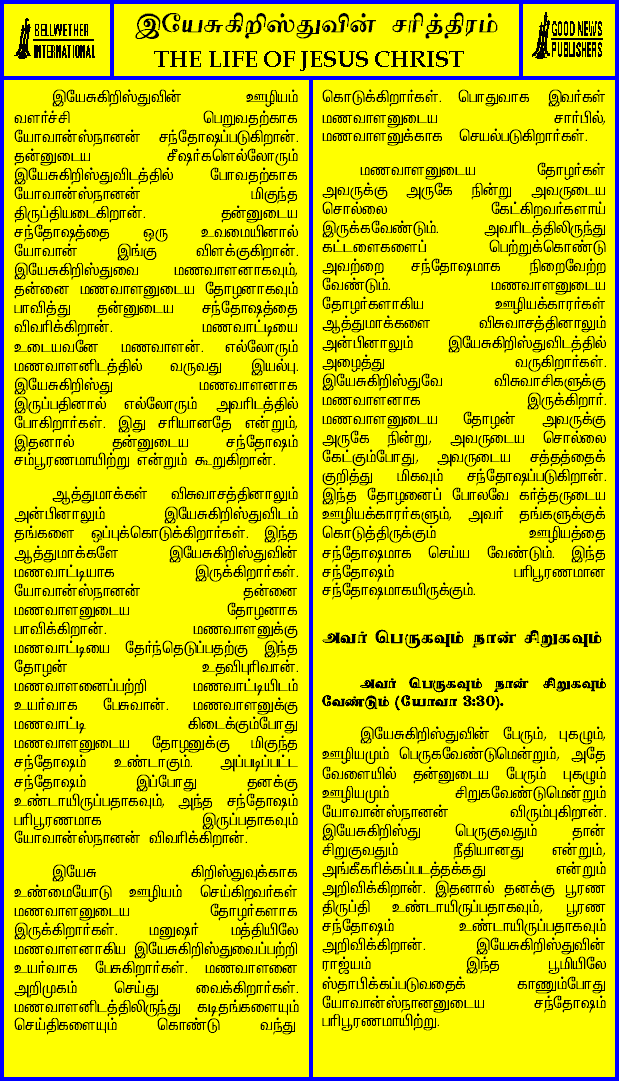 BELLWETHER
INTERNATIONAL
இயேசுகிறிஸ்துவின் சரித்திரம்
THE LIFE OF JESUS CHRIST
GOOD NEWS
PUBLISHERS
இயேசுகிறிஸ்துவின் ஊழியம்
வளர்ச்சி பெறுவதற்காக
யோவான்ஸ்நானன் சந்தோஷப்படுகிறான்.
தன்னுடைய சீஷர்களெல்லோரும்
இயேசுகிறிஸ்துவிடத்தில் போவதற்காக
யோவான்ஸ்நானன் மிகுந்த
திருப்தியடைகிறான். தன்னுடைய
சந்தோஷத்தை ஒரு உவமையினால்
யோவான் இங்கு விளக்குகிறான்.
இயேசுகிறிஸ்துவை மணவாளனாகவும்,
தன்னை மணவாளனுடைய தோழனாகவும்
பாவித்து தன்னுடைய சந்தோஷத்தை
விவரிக்கிறான். மணவாட்டியை
உடையவனே மணவாளன். எல்லோரும்
மணவாளனிடத்தில் வருவது இயல்பு.
இயேசுகிறிஸ்து மணவாளனாக
இருப்பதினால் எல்லோரும் அவரிடத்தில்
போகிறார்கள். இது சரியானதே என்றும்,
இதனால் தன்னுடைய சந்தோஷம்
சம்பூரணமாயிற்று என்றும் கூறுகிறான்.
ஆத்துமாக்கள் விசுவாசத்தினாலும்
அன்பினாலும் இயேசுகிறிஸ்துவிடம்
தங்களை ஒப்புக்கொடுக்கிறார்கள். இந்த
ஆத்துமாக்களே இயேசுகிறிஸ்துவின்
மணவாட்டியாக இருக்கிறார்கள்.
யோவான்ஸ்நானன் தன்னை
மணவாளனுடைய தோழனாக
பாவிக்கிறான். மணவாளனுக்கு
மணவாட்டியை தேர்ந்தெடுப்பதற்கு இந்த
தோழன் உதவிபுரிவான்.
மணவாளனைப்பற்றி மணவாட்டியிடம்
உயர்வாக பேசுவான். மணவாளனுக்கு
மணவாட்டி கிடைக்கும்போது
மணவாளனுடைய தோழனுக்கு மிகுந்த
சந்தோஷம் உண்டாகும். அப்படிப்பட்ட
சந்தோஷம் இப்போது தனக்கு
உண்டாயிருப்பதாகவும், அந்த சந்தோஷம்
பரிபூரணமாக இருப்பதாகவும்
யோவான்ஸ்நானன் விவரிக்கிறான்.
இயேசு கிறிஸ்துவுக்காக
உண்மையோடு ஊழியம் செய்கிறவர்கள்
மணவாளனுடைய தோழர்களாக
இருக்கிறார்கள். மனுஷர் மத்தியிலே
மணவாளனாகிய இயேசுகிறிஸ்துவைப்பற்றி
உயர்வாக பேசுகிறார்கள். மணவாளனை
அறிமுகம் செய்து வைக்கிறார்கள்.
மணவாளனிடத்திலிருந்து கடிதங்களையும்
செய்திகளையும் கொண்டு வந்து
கொடுக்கிறார்கள். பொதுவாக இவர்கள்
மணவாளனுடைய சார்பில்,
மணவாளனுக்காக செயல்படுகிறார்கள்.
மணவாளனுடைய தோழர்கள்
அவருக்கு அருகே நின்று அவருடைய
சொல்லை கேட்கிறவர்களாய்
இருக்கவேண்டும். அவரிடத்திலிருந்து
கட்டளைகளைப் பெற்றுக்கொண்டு
அவற்றை சந்தோஷமாக நிறைவேற்ற
வேண்டும். மணவாளனுடைய
தோழர்களாகிய ஊழியக்காரர்கள்
ஆத்துமாக்களை விசுவாசத்தினாலும்
அன்பினாலும் இயேசுகிறிஸ்துவிடத்தில்
அழைத்து வருகிறார்கள்.
இயேசுகிறிஸ்துவே விசுவாசிகளுக்கு
மணவாளனாக இருக்கிறார்.
மணவாளனுடைய தோழன் அவருக்கு
அருகே நின்று, அவருடைய சொல்லை
கேட்கும்போது, அவருடைய சத்தத்தைக்
குறித்து மிகவும் சந்தோஷப்படுகிறான்.
இந்த தோழனைப் போலவே கர்த்தருடைய
ஊழியக்காரர்களும், அவர் தங்களுக்குக்
கொடுத்திருக்கும் ஊழியத்தை
சந்தோஷமாக செய்ய வேண்டும். இந்த
சந்தோஷம் பரிபூரணமான
சந்தோஷமாயிருக்கும்.
அவர் பெருகவும் நான் சிறுகவும்
அவர் பெருகவும் நான் சிறுகவும்
வேண்டும் (யோவா 3:30).
இயேசுகிறிஸ்துவின் பேரும், புகழும்,
ஊழியமும் பெருகவேண்டுமென்றும், அதே
வேளையில் தன்னுடைய பேரும் புகழும்
ஊழியமும் சிறுகவேண்டுமென்றும்
யோவான்ஸ்நானன் விரும்புகிறான்.
இயேசுகிறிஸ்து பெருகுவதும் தான்
சிறுகுவதும் நீதியானது என்றும்,
அங்கீகரிக்கப்படத்தக்கது என்றும்
அறிவிக்கிறான். இதனால் தனக்கு பூரண
திருப்தி உண்டாயிருப்பதாகவும், பூரண
சந்தோஷம் உண்டாயிருப்பதாகவும்
அறிவிக்கிறான். இயேசுகிறிஸ்துவின்
ராஜ்யம் இந்த பூமியிலே
ஸ்தாபிக்கப்படுவதைக் காணும்போது
யோவான்ஸ்நானனுடைய சந்தோஷம்
பரிபூரணமாயிற்று.